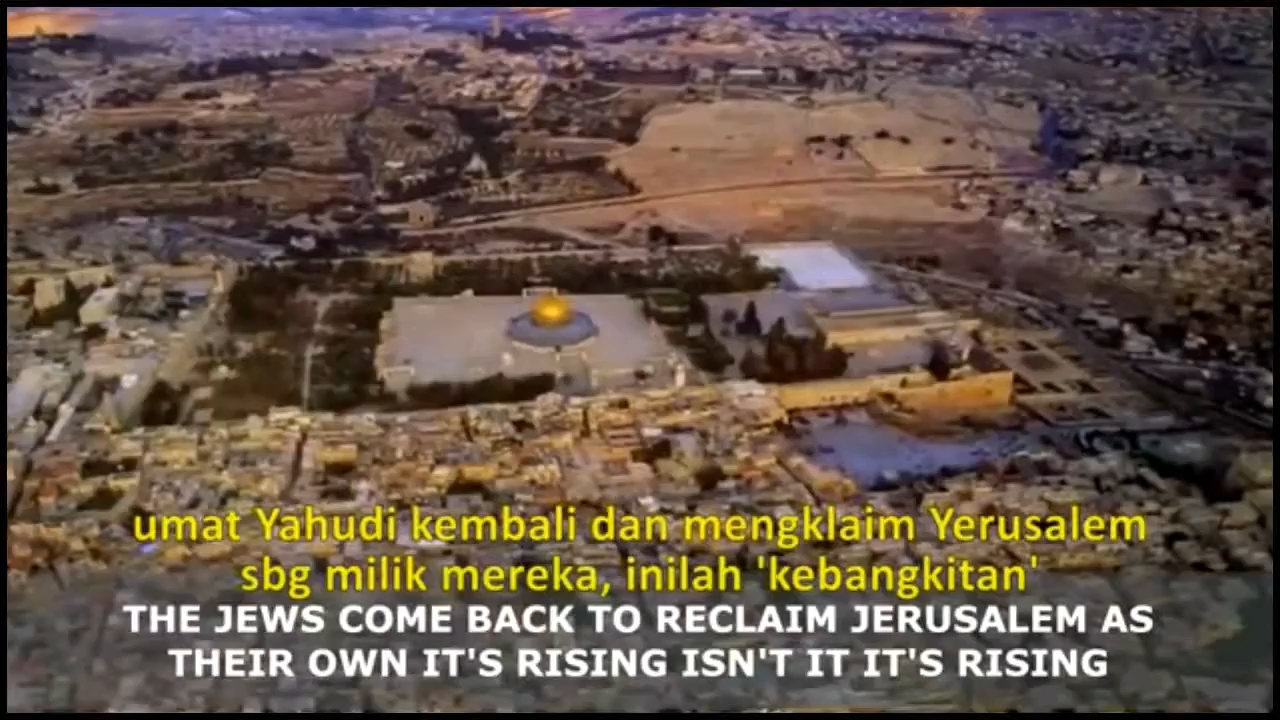 umat Yahudi kembali dan mengklaim Yerusalem
sbg milik mereka, inilah 'kebangkitan'
THE JEWS COME BACK TO RECLAIM JERUSALEM AS
THEIR OWN IT'S RISING ISN'T IT IT'S RISING